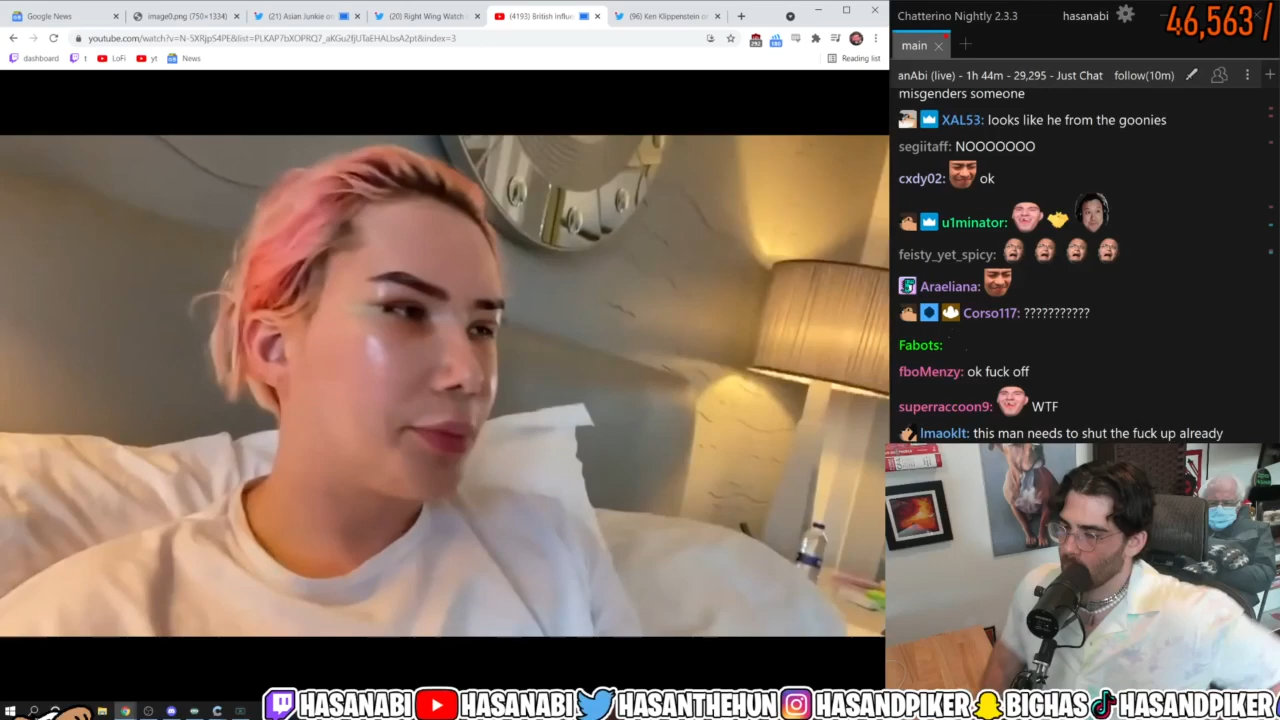 Google News
image0.png (750×1334)
(21) Asian Junkie o
(20) Right Wing Watch
(4193) British Influ
(96) Ken Klippenstein
youtube.com/watch?v=N-5XRJpS4PE&list=PLKAP7bXOPRQ7_aKGu2fjUTaEHALbsA2pt&index=3
dashboard
t
LoFi
yt
News
Reading list
Chatterino Nightly 2.3.3
hasanabi
46,563 /
main
anAbi (live) - 1h 44m - 29,295 - Just Chat
follow(10m)
misgenders someone
XAL53: looks like he from the goonies
segiitaff: NOOOOOOO
cxdy02: ok
u1minator:
feisty_yet_spicy:
Araeliana:
Corso117: ???????????
Fabots:
fboMenzy: ok fuck off
superraccoon9: WTF
lmaoklt: this man needs to shut the fuck up already
HASANABI
HASANABI
HASANTHEHUN
HASANDPIKER
BIGHAS
HASANDPIKER